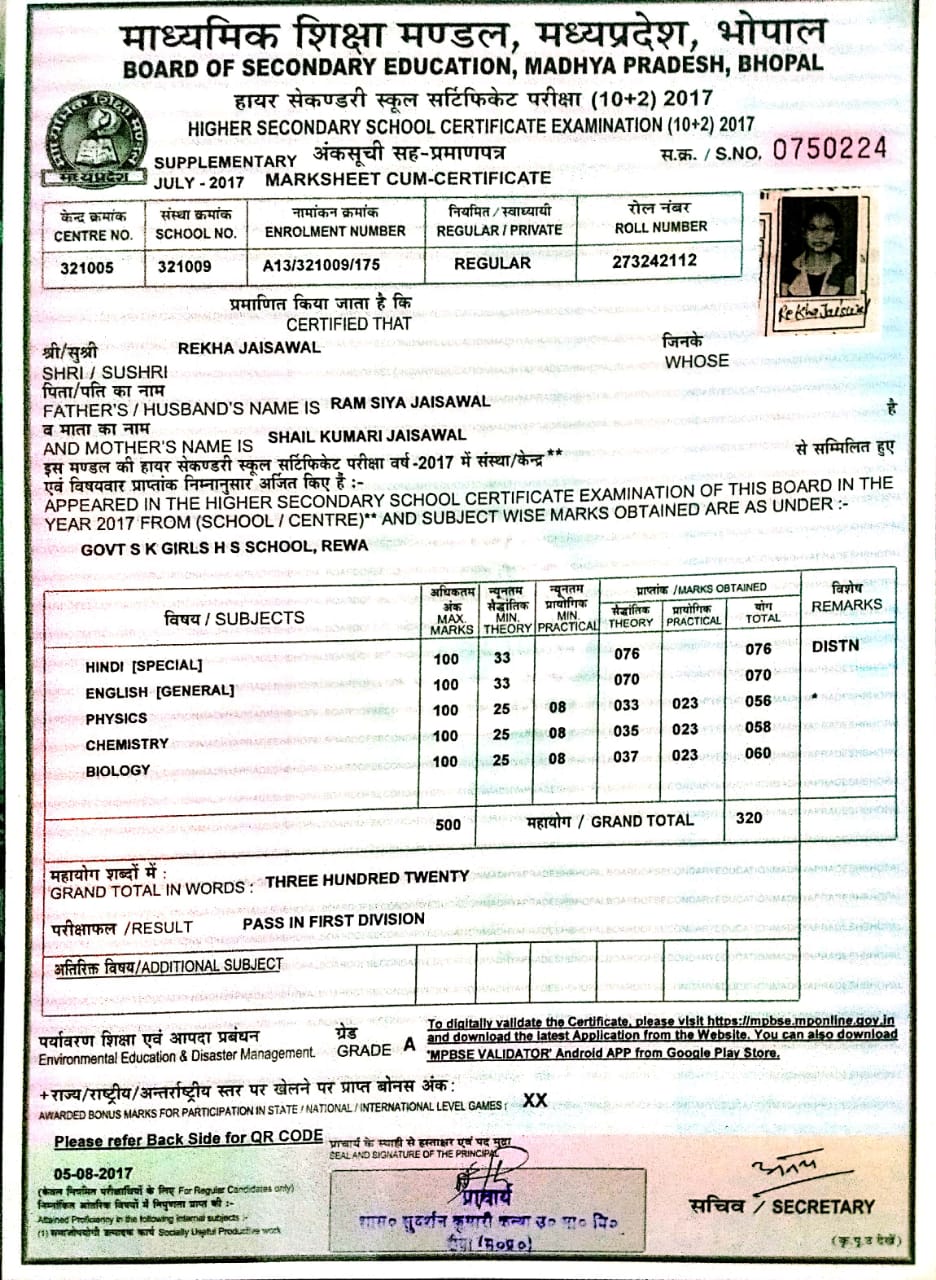 माध्यमिक शिक्षा मण्डल, मध्यप्रदेश, भोपाल
BOARD OF SECONDARY EDUCATION, MADHYA PRADESH, BHOPAL
हायर सेकण्डरी स्कूल सर्टिफिकेट परीक्षा (10+2) 2017
HIGHER SECONDARY SCHOOL CERTIFICATE EXAMINATION (10+2) 2017
मध्यप्रदेश
SUPPLEMENTARY अंकसूची सह-प्रमाणपत्र स.क्र. / S.NO. 0750224
JULY - 2017 MARKSHEET CUM-CERTIFICATE
केन्द्र क्रमांक संस्था क्रमांक नामांकन क्रमांक नियमित / स्वाध्यायी रोल नंबर
CENTRE NO. SCHOOL NO. ENROLMENT NUMBER REGULAR / PRIVATE ROLL NUMBER
321005 321009 A13/321009/175 REGULAR 273242112
Rekha Jaiswal
प्रमाणित किया जाता है कि
CERTIFIED THAT
श्री/सुश्री REKHA JAISAWAL जिनके
SHRI / SUSHRI WHOSE
पिता/पति का नाम
FATHER'S / HUSBAND'S NAME IS RAM SIYA JAISAWAL
व माता का नाम है
AND MOTHER'S NAME IS SHAIL KUMARI JAISAWAL
इस मण्डल की हायर सेकण्डरी स्कूल सर्टिफिकेट परीक्षा वर्ष-2017 में संस्था/केन्द्र** से सम्मिलित हुए
एवं विषयवार प्राप्तांक निम्नानुसार अर्जित किए है :-
APPEARED IN THE HIGHER SECONDARY SCHOOL CERTIFICATE EXAMINATION OF THIS BOARD IN THE
YEAR 2017 FROM (SCHOOL / CENTRE)** AND SUBJECT WISE MARKS OBTAINED ARE AS UNDER :-
GOVT S K GIRLS H S SCHOOL, REWA
विषय / SUBJECTS अधिकतम अंक MAX. MARKS न्यूनतम सैद्धांतिक MIN. THEORY न्यूनतम प्रायोगिक MIN. PRACTICAL प्राप्तांक / MARKS OBTAINED विशेष REMARKS
सैद्धांतिक THEORY प्रायोगिक PRACTICAL योग TOTAL
HINDI [SPECIAL] 100 33 076 076 DISTN
ENGLISH [GENERAL] 100 33 070 070
PHYSICS 100 25 08 033 023 056 *
CHEMISTRY 100 25 08 035 023 058
BIOLOGY 100 25 08 037 023 060
500 महायोग / GRAND TOTAL 320
महायोग शब्दों में :
GRAND TOTAL IN WORDS : THREE HUNDRED TWENTY
परीक्षाफल /RESULT PASS IN FIRST DIVISION
अतिरिक्त विषय/ADDITIONAL SUBJECT
पर्यावरण शिक्षा एवं आपदा प्रबंधन ग्रेड
Environmental Education & Disaster Management. GRADE A
To digitally validate the Certificate, please visit https://mpbse.mponline.gov.in
and download the latest Application from the Website. You can also download
'MPBSE VALIDATOR' Android APP from Google Play Store.
+राज्य/राष्ट्रीय/अन्तर्राष्ट्रीय स्तर पर खेलने पर प्राप्त बोनस अंक :
AWARDED BONUS MARKS FOR PARTICIPATION IN STATE / NATIONAL / INTERNATIONAL LEVEL GAMES : XX
Please refer Back Side for QR CODE
प्राचार्य के स्याही से हस्ताक्षर एवं पद मुद्रा
SEAL AND SIGNATURE OF THE PRINCIPAL
05-08-2017
(केवल नियमित परीक्षार्थियों के लिए For Regular Candidates only)
निम्नांकित आंतरिक विषयों में निपुणता प्राप्त की :-
Attained Proficiency in the following internal subjects :-
(1) समाजोपयोगी उत्पादक कार्य Socially Useful Productive work
प्राचार्य
शास० सुदर्शन कुमारी कन्या उ० मा० वि०
रीवा (म०प्र०)
सचिव / SECRETARY
(कृ.पृ.उ देखें)